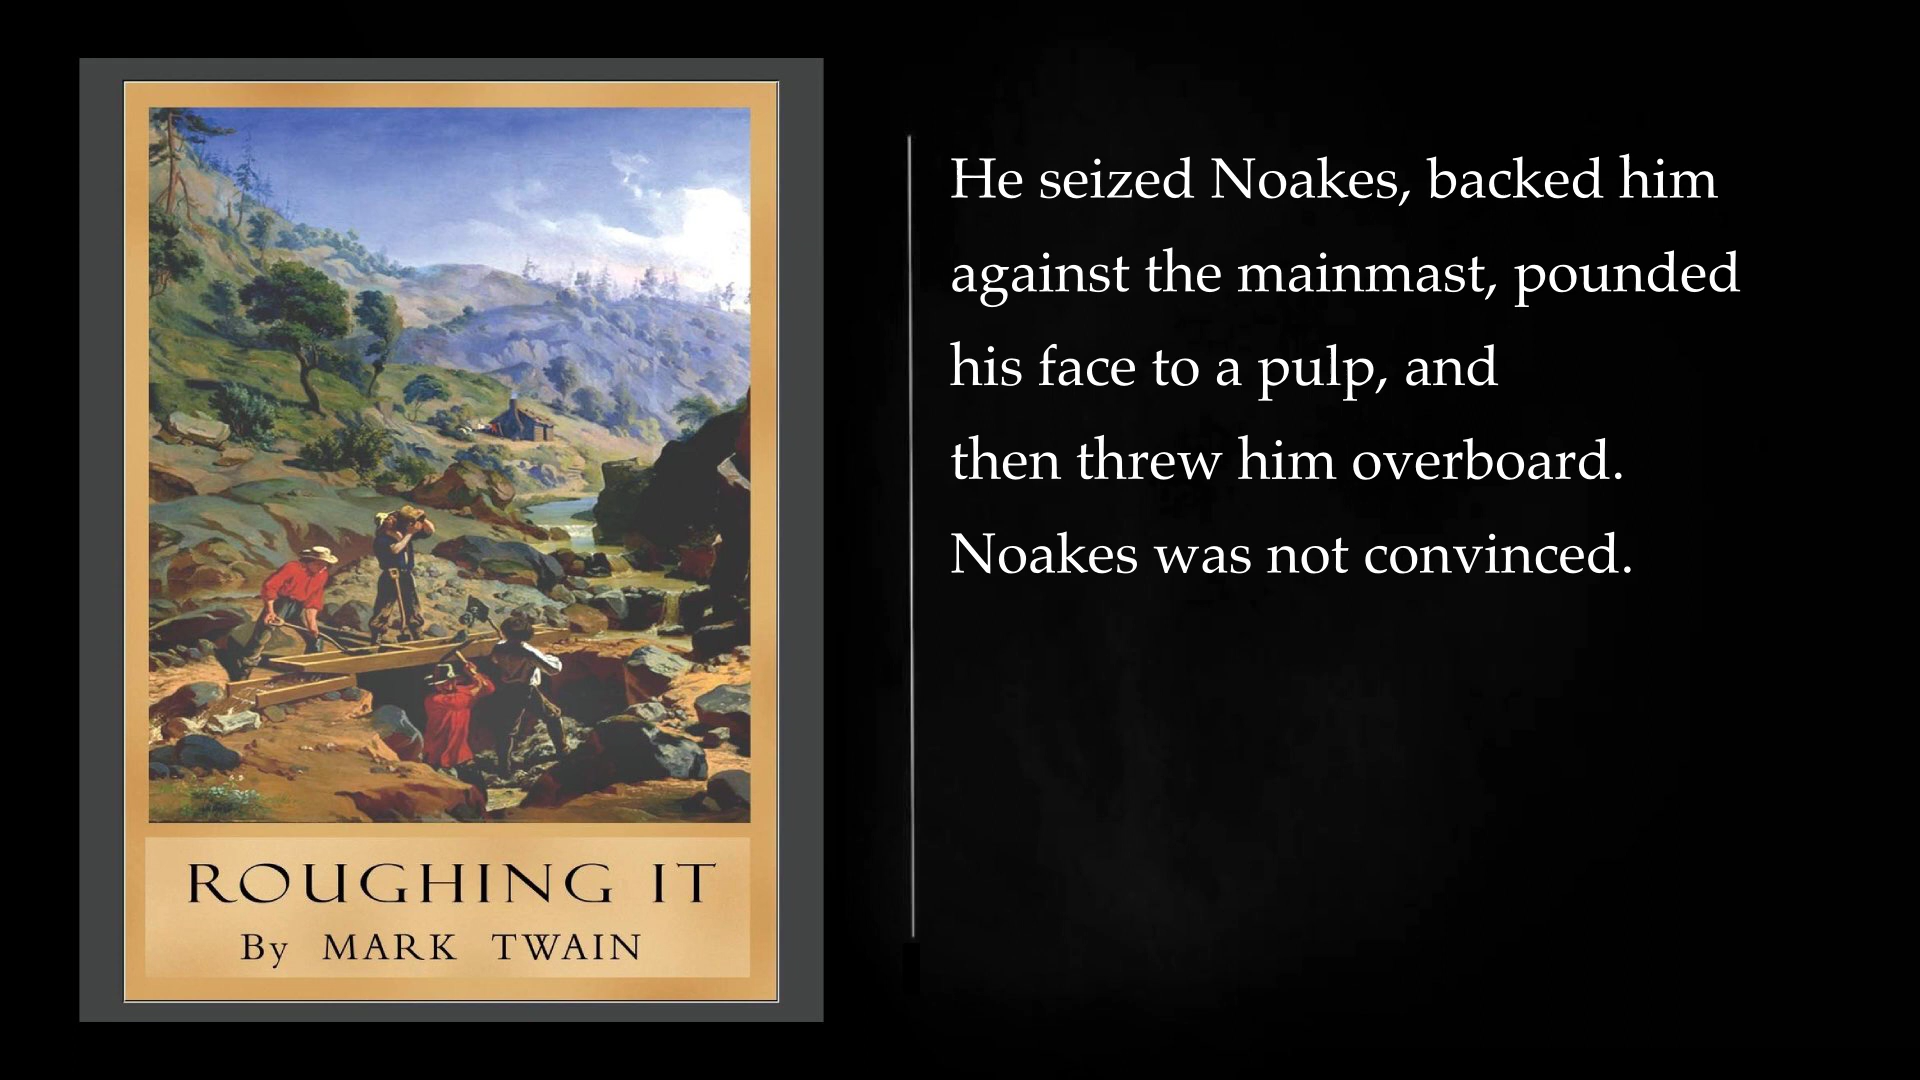 ROUGHING IT
By MARK TWAIN
He seized Noakes, backed him
against the mainmast, pounded
his face to a pulp, and
then threw him overboard.
Noakes was not convinced.